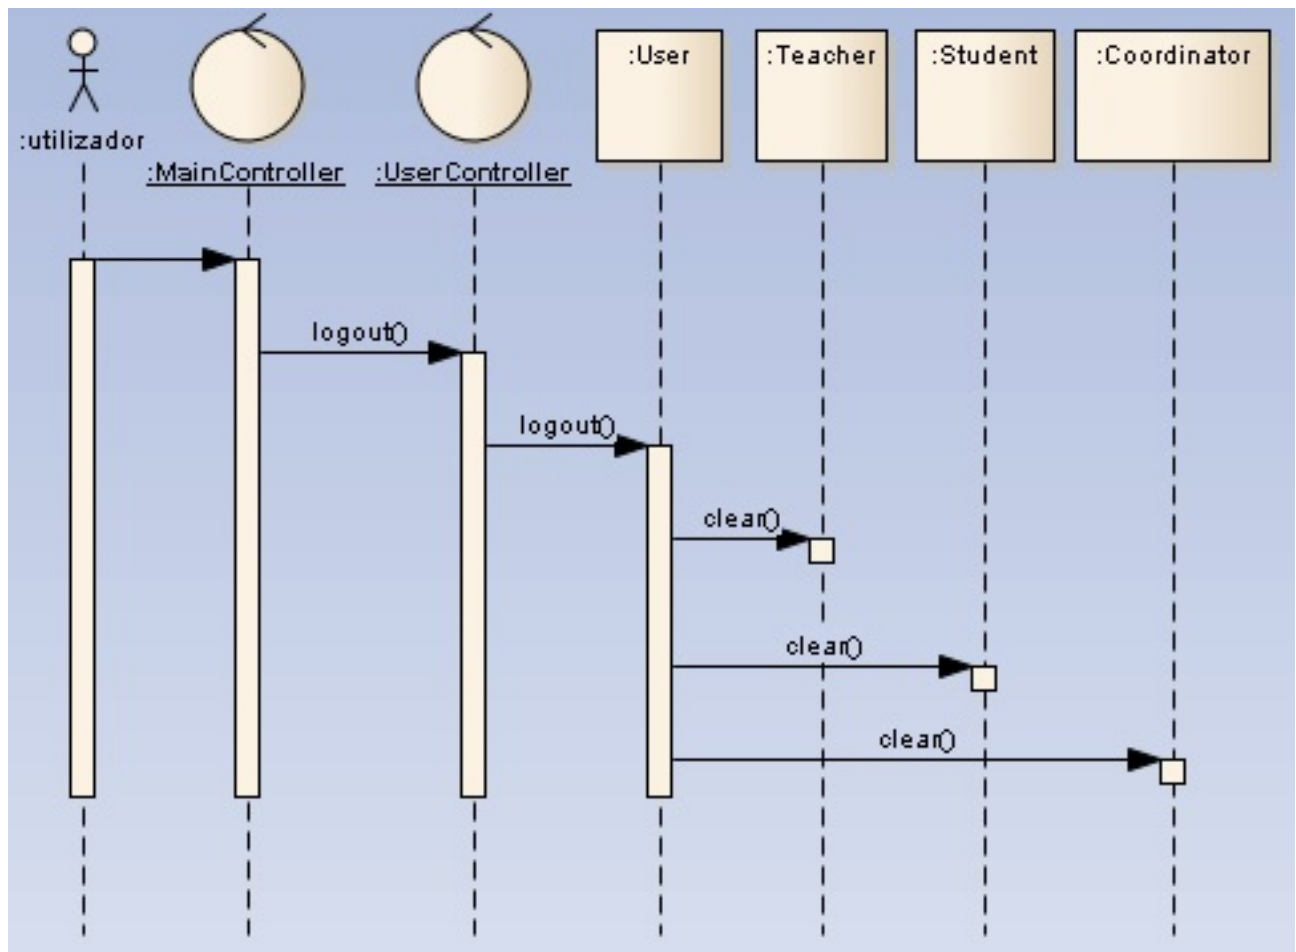 :User
:Teacher
:Student
:Coordinator
:utilizador
:MainController
:UserController
logout()
logout()
clear()
clear()
clear()